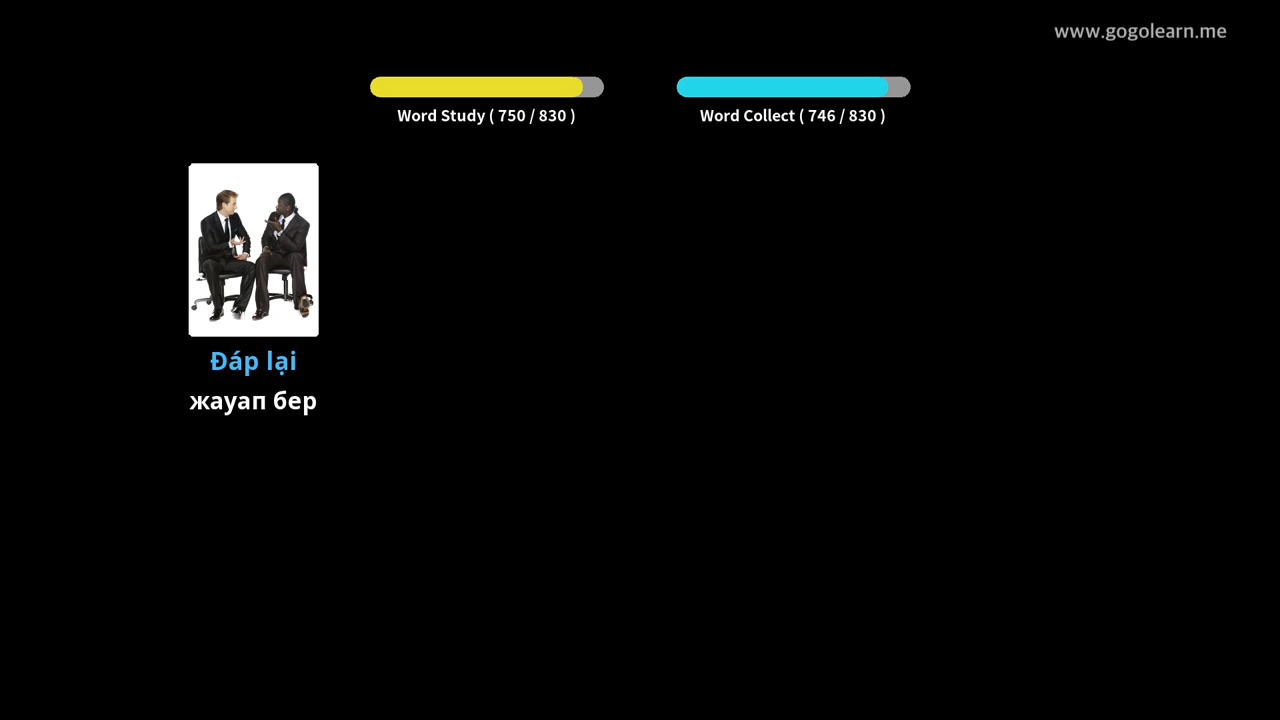 www.gogolearn.me
Word Study ( 750 / 830 )
Word Collect ( 746 / 830 )
Đáp lại
жауап бер